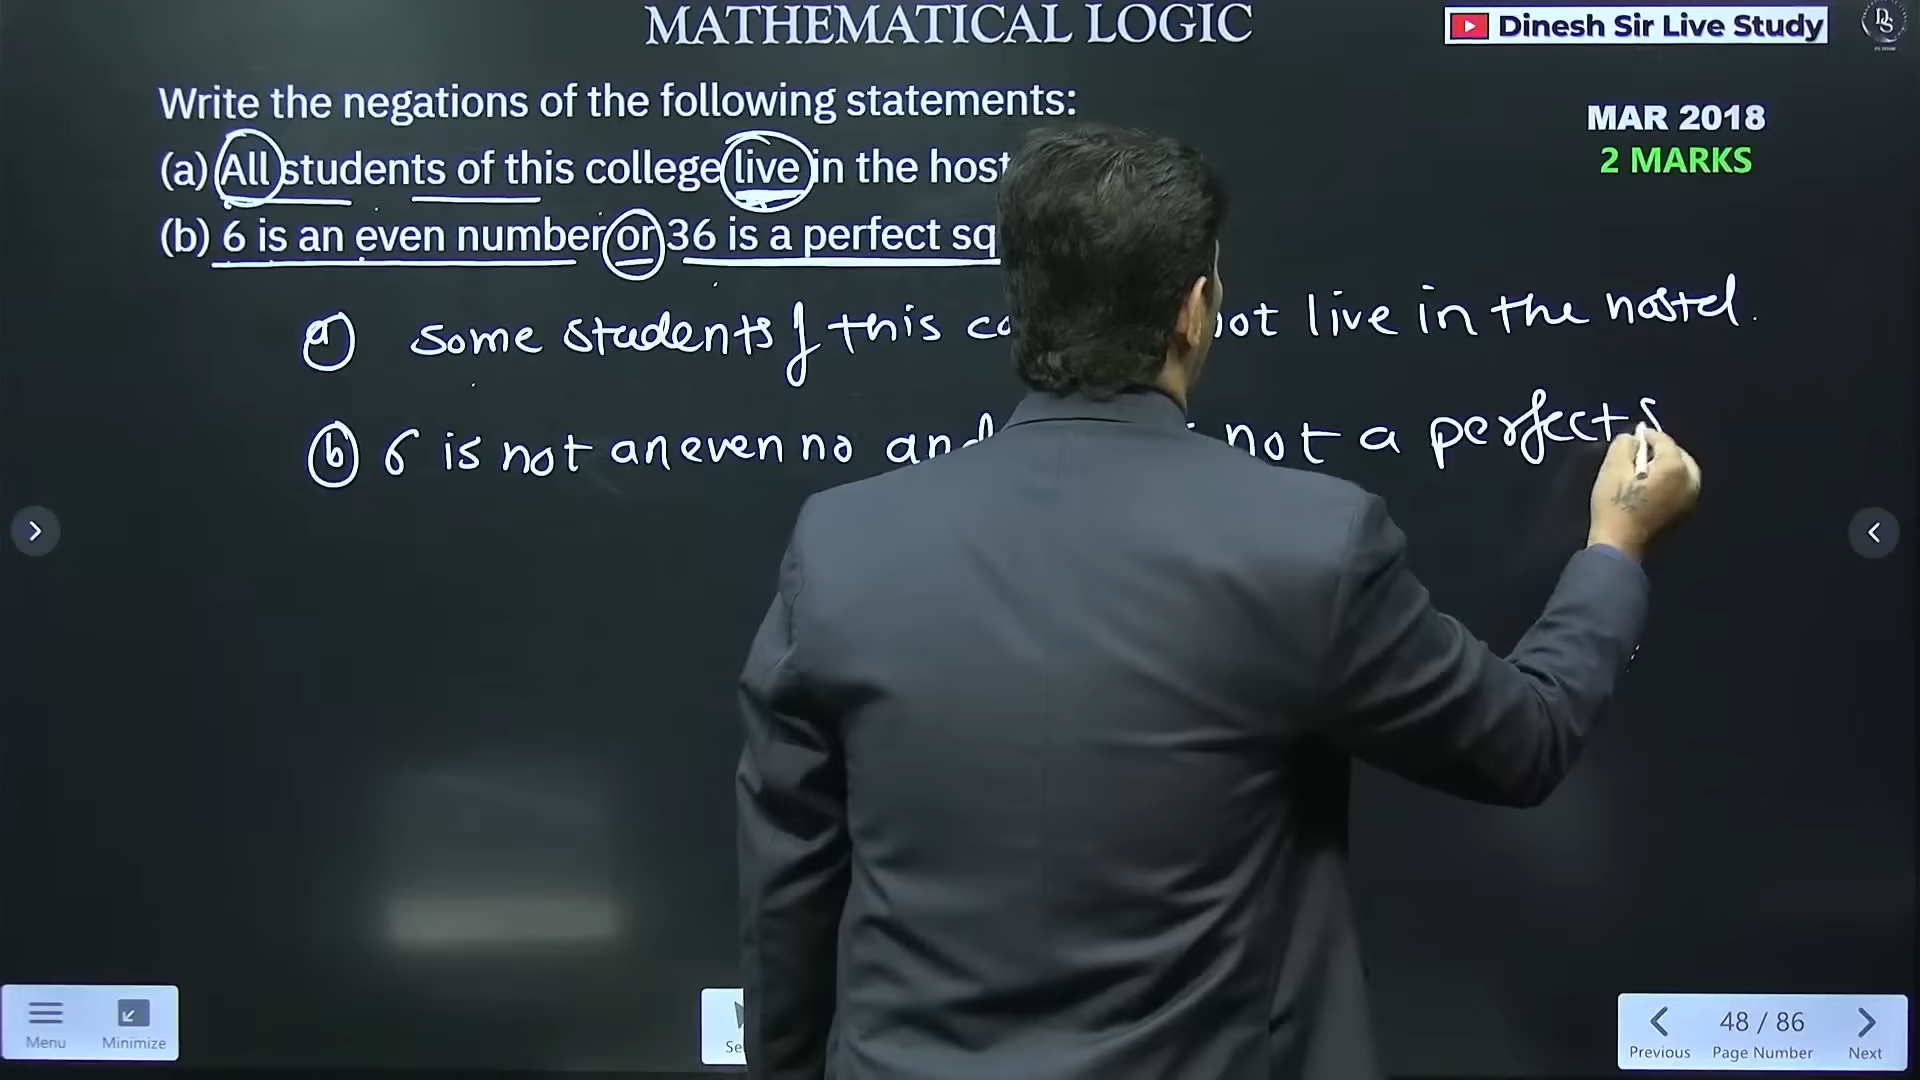 MATHEMATICAL LOGIC
Dinesh Sir Live Study
DS
Write the negations of the following statements:
MAR 2018
2 MARKS
(a) All students of this college live in the
(b) 6 is an even number or 36 is a perfect
a) some students of this not live in the hostel.
b) 6 is not an even no and not a perfect s
Menu
Minimize
48 / 86
Previous
Page Number
Next